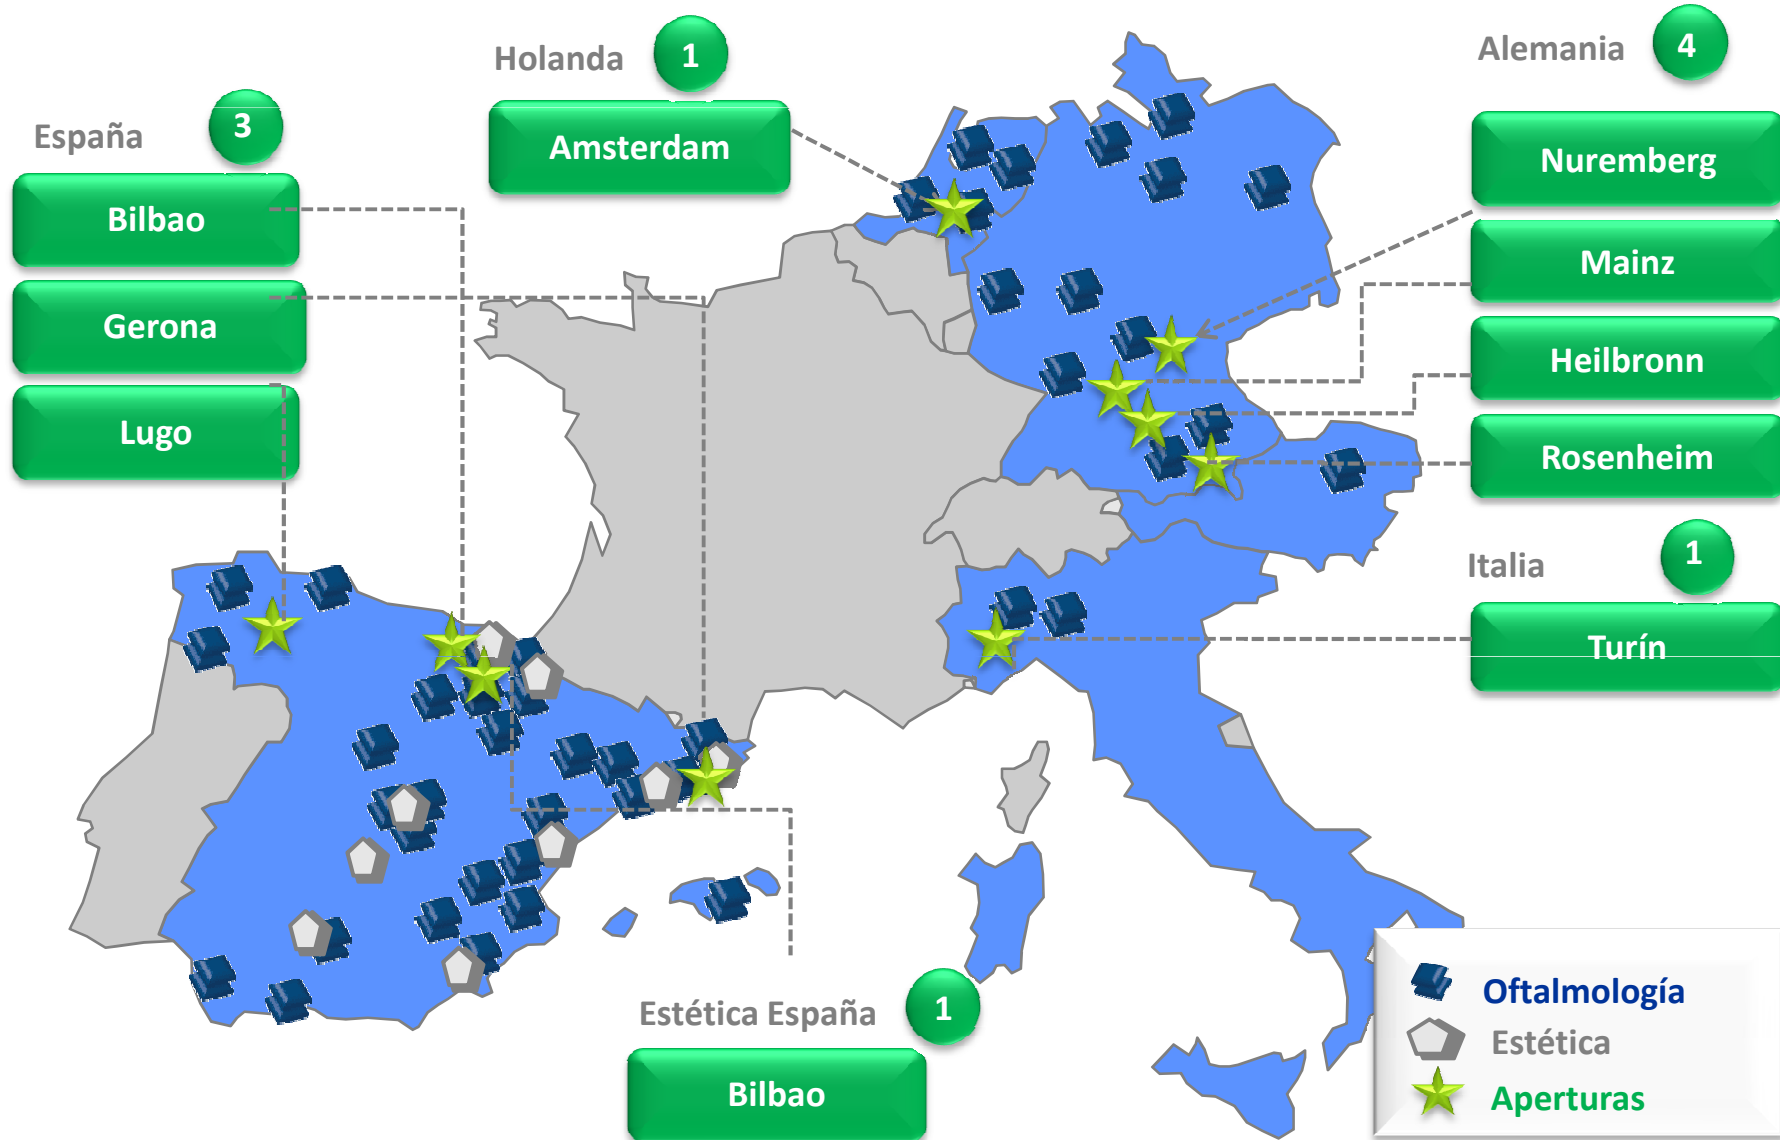 España
3
Bilbao
Gerona
Lugo
Holanda
1
Amsterdam
Alemania
4
Nuremberg
Mainz
Heilbronn
Rosenheim
Italia
1
Turín
Estética España
1
Bilbao
Oftalmología
Estética
Aperturas